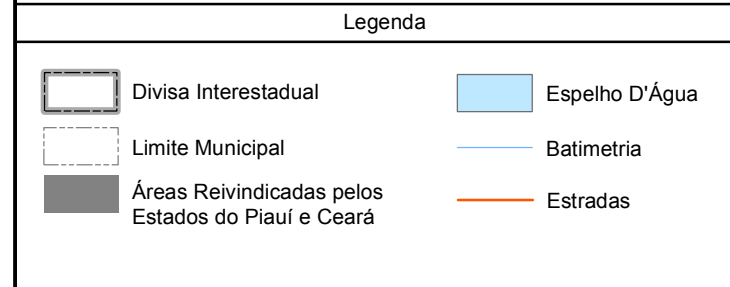 Legenda
Divisa Interestadual
Limite Municipal
Áreas Reivindicadas pelos
Estados do Piauí e Ceará
Espelho D'Água
Batimetria
Estradas